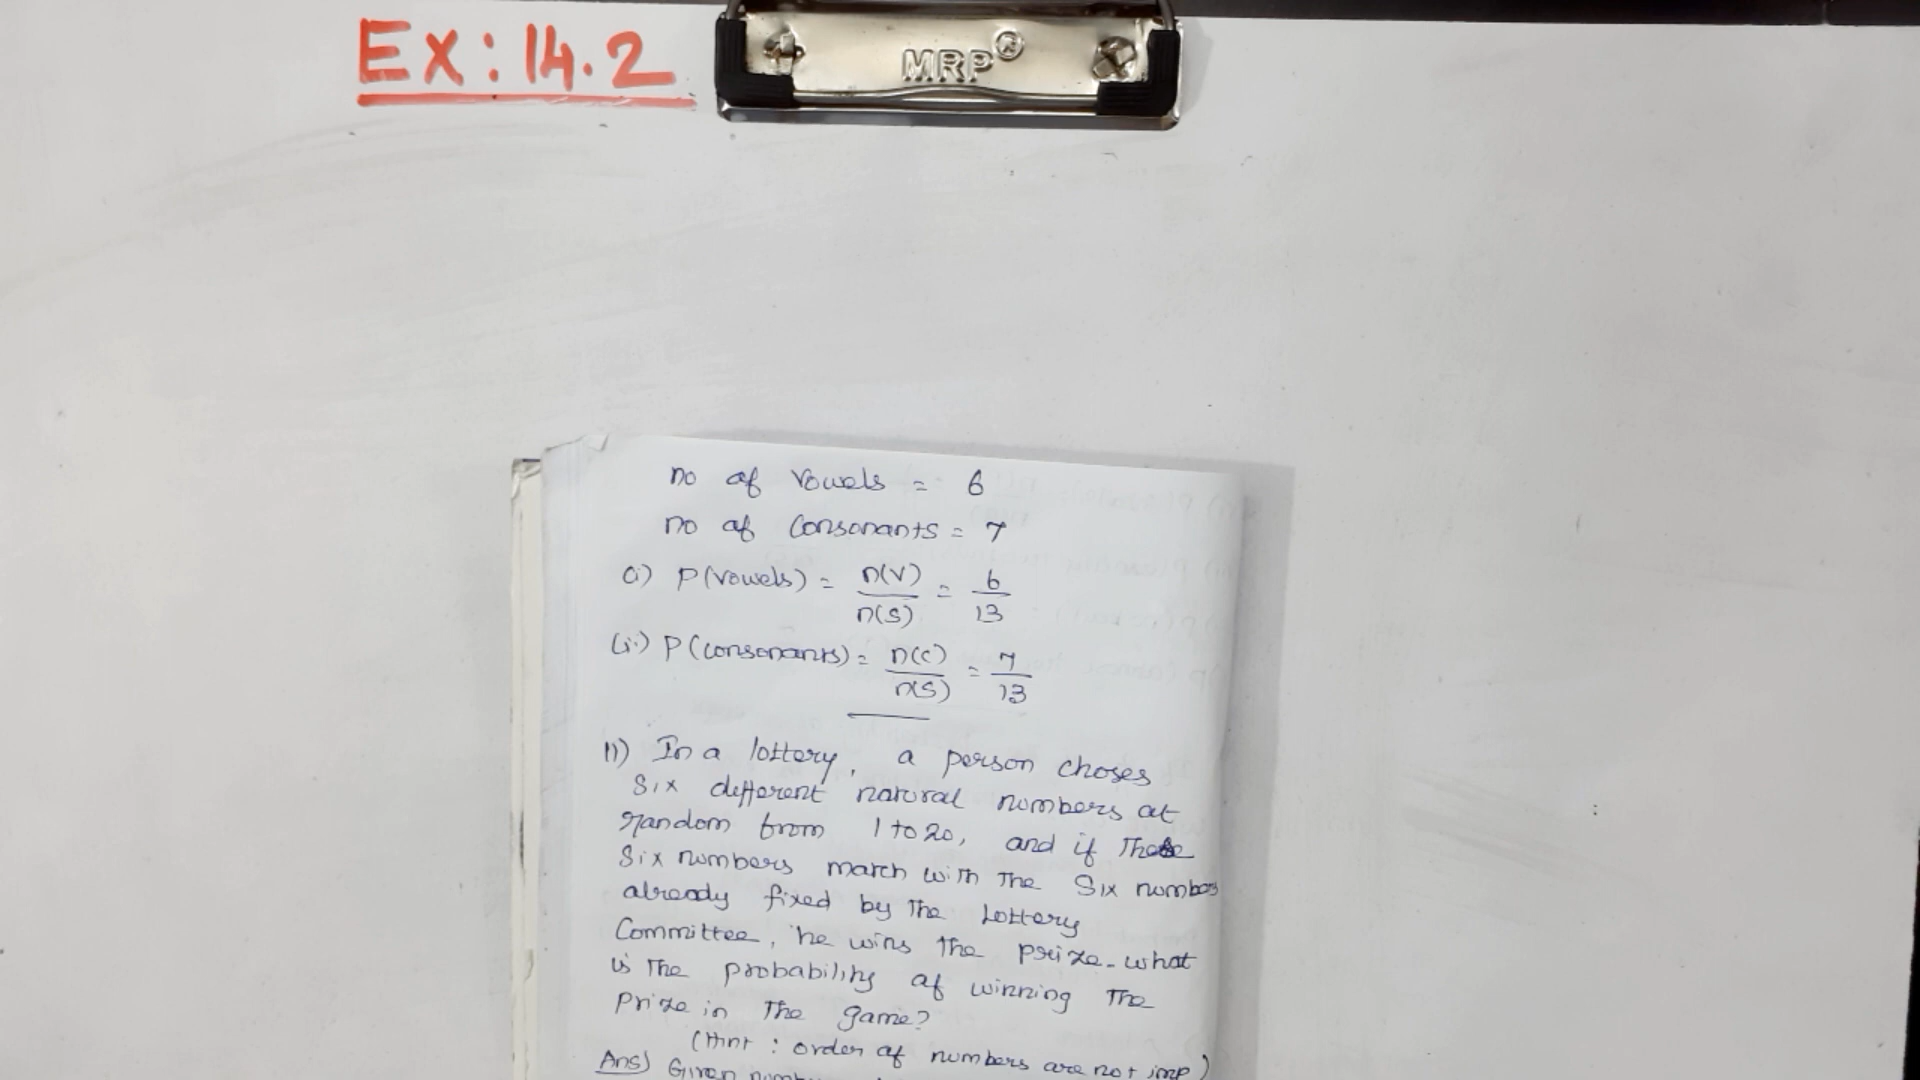 Ex: 14.2
MRP®
no of vowels = 6
no of consonants = 7
(i) P(vowels) = n(V)/n(S) = 6/13
(ii) P(consonants) = n(C)/n(S) = 7/13
11) In a lottery, a person choses
six different natural numbers at
random from 1 to 20, and if these
six numbers match with the six numbers
already fixed by the lottery
Committee, he wins the prize. what
is the probability of winning the
prize in the game?
(Hint : order of numbers are not imp)
Ans) Given